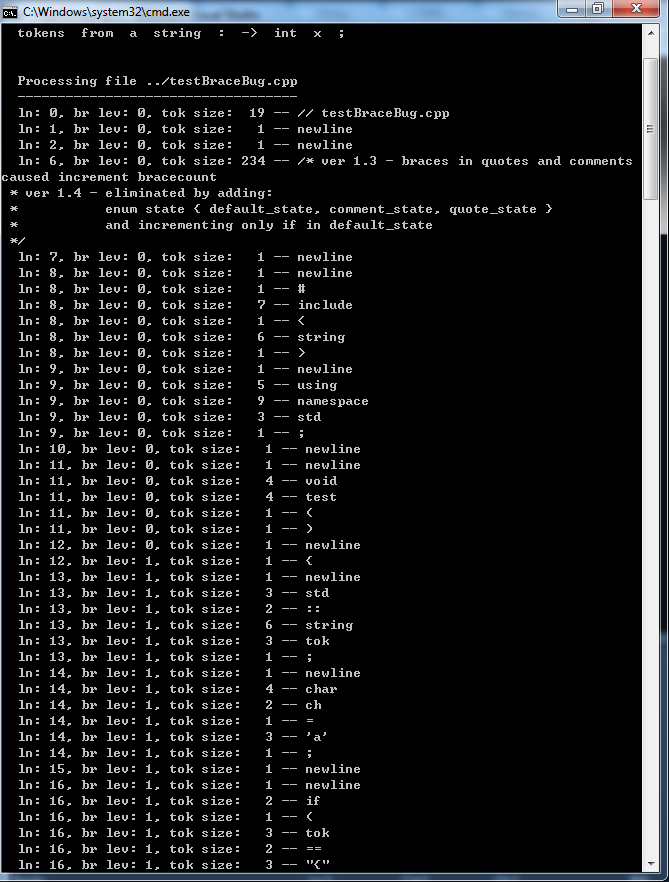 C:\Windows\system32\cmd.exe
tokens  from  a  string  :  ->  int  x  ;
Processing file ../testBraceBug.cpp
-----------------------------------
ln: 0, br lev: 0, tok size:  19 -- // testBraceBug.cpp
ln: 1, br lev: 0, tok size:   1 -- newline
ln: 2, br lev: 0, tok size:   1 -- newline
ln: 6, br lev: 0, tok size: 234 -- /* ver 1.3 - braces in quotes and comments
caused increment bracecount
* ver 1.4 - eliminated by adding:
*           enum state { default_state, comment_state, quote_state }
*           and incrementing only if in default_state
*/
ln: 7, br lev: 0, tok size:   1 -- newline
ln: 8, br lev: 0, tok size:   1 -- newline
ln: 8, br lev: 0, tok size:   1 -- #
ln: 8, br lev: 0, tok size:   7 -- include
ln: 8, br lev: 0, tok size:   1 -- <
ln: 8, br lev: 0, tok size:   6 -- string
ln: 8, br lev: 0, tok size:   1 -- >
ln: 9, br lev: 0, tok size:   1 -- newline
ln: 9, br lev: 0, tok size:   5 -- using
ln: 9, br lev: 0, tok size:   9 -- namespace
ln: 9, br lev: 0, tok size:   3 -- std
ln: 9, br lev: 0, tok size:   1 -- ;
ln: 10, br lev: 0, tok size:   1 -- newline
ln: 11, br lev: 0, tok size:   1 -- newline
ln: 11, br lev: 0, tok size:   4 -- void
ln: 11, br lev: 0, tok size:   4 -- test
ln: 11, br lev: 0, tok size:   1 -- (
ln: 11, br lev: 0, tok size:   1 -- )
ln: 12, br lev: 0, tok size:   1 -- newline
ln: 12, br lev: 1, tok size:   1 -- {
ln: 13, br lev: 1, tok size:   1 -- newline
ln: 13, br lev: 1, tok size:   3 -- std
ln: 13, br lev: 1, tok size:   2 -- ::
ln: 13, br lev: 1, tok size:   6 -- string
ln: 13, br lev: 1, tok size:   3 -- tok
ln: 13, br lev: 1, tok size:   1 -- ;
ln: 14, br lev: 1, tok size:   1 -- newline
ln: 14, br lev: 1, tok size:   4 -- char
ln: 14, br lev: 1, tok size:   2 -- ch
ln: 14, br lev: 1, tok size:   1 -- =
ln: 14, br lev: 1, tok size:   3 -- 'a'
ln: 14, br lev: 1, tok size:   1 -- ;
ln: 15, br lev: 1, tok size:   1 -- newline
ln: 16, br lev: 1, tok size:   1 -- newline
ln: 16, br lev: 1, tok size:   2 -- if
ln: 16, br lev: 1, tok size:   1 -- (
ln: 16, br lev: 1, tok size:   3 -- tok
ln: 16, br lev: 1, tok size:   2 -- ==
ln: 16, br lev: 1, tok size:   3 -- "{"